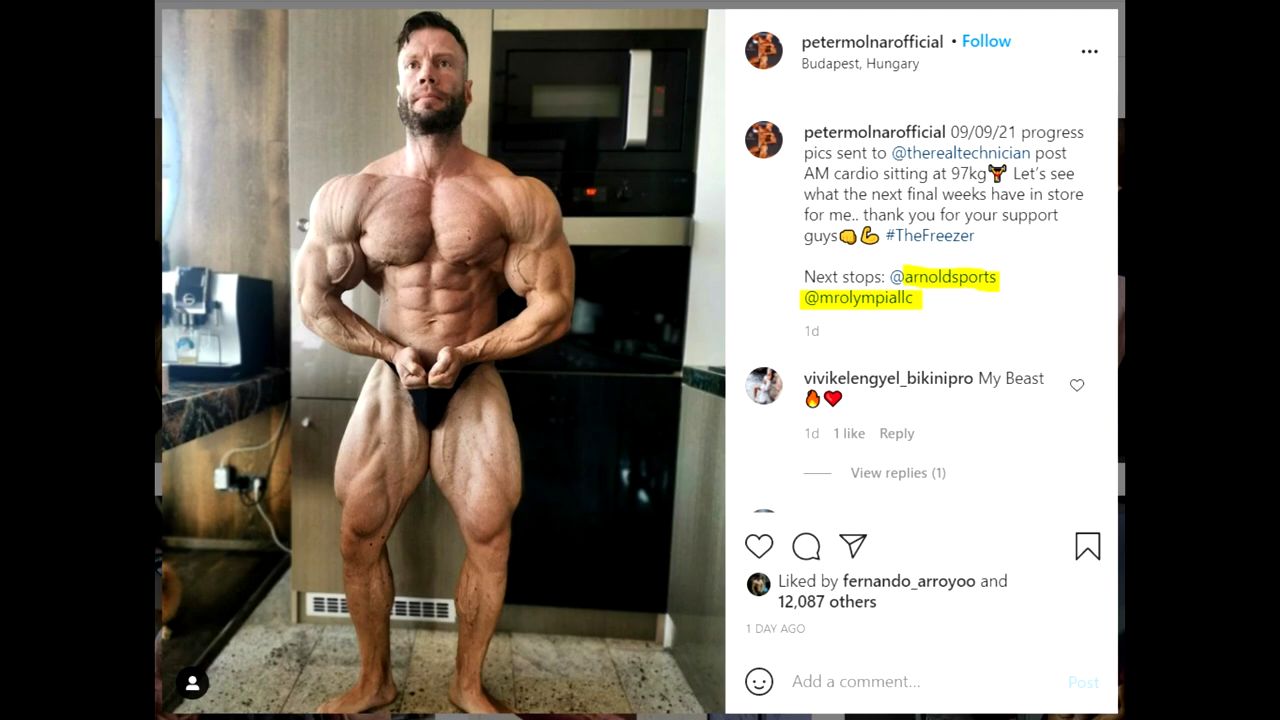 petermolnarofficial • Follow
Budapest, Hungary
petermolnarofficial 09/09/21 progress
pics sent to @therealtechnician post
AM cardio sitting at 97kg Let's see
what the next final weeks have in store
for me.. thank you for your support
guys👊💪 #TheFreezer
Next stops: @arnoldsports
@mrolympiallc
1d
vivikelengyel_bikinipro My Beast
🔥❤️
1d 1 like Reply
View replies (1)
Liked by fernando_arroyoo and
12,087 others
1 DAY AGO
Add a comment... Post